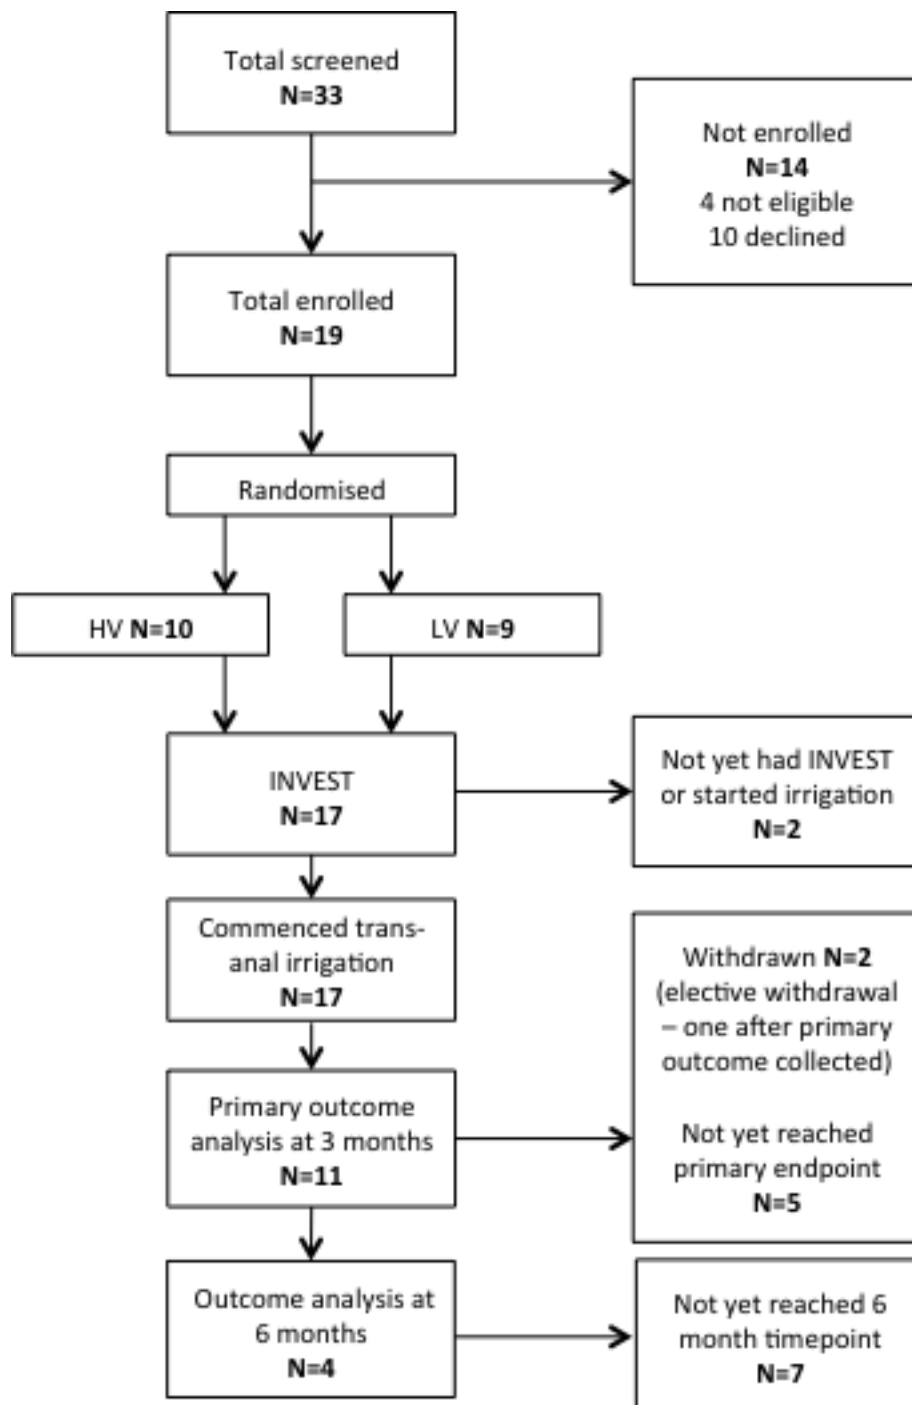 Total screened
N=33
Not enrolled
N=14
4 not eligible
10 declined
Total enrolled
N=19
Randomised
HV N=10
LV N=9
INVEST
N=17
Not yet had INVEST
or started irrigation
N=2
Commenced trans-
anal irrigation
N=17
Withdrawn N=2
(elective withdrawal
– one after primary
outcome collected)
Not yet reached
primary endpoint
N=5
Primary outcome
analysis at 3 months
N=11
Outcome analysis at
6 months
N=4
Not yet reached 6
month timepoint
N=7